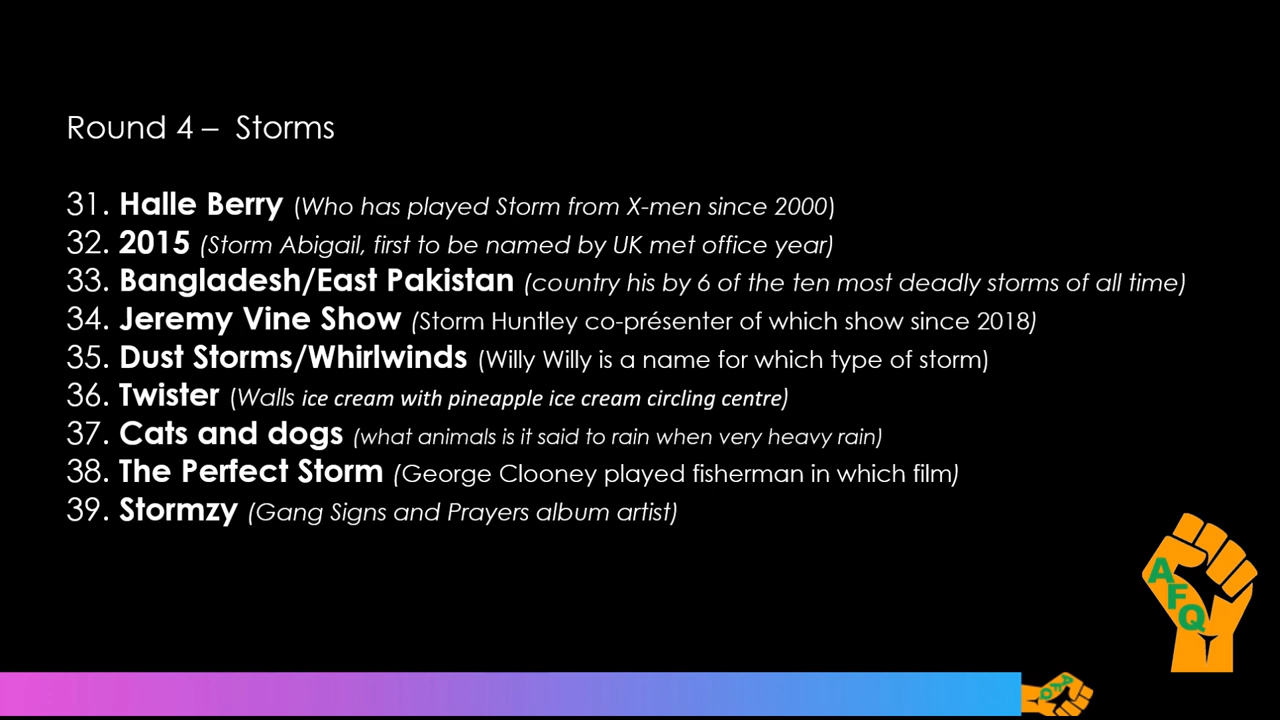 Round 4 – Storms
31. Halle Berry (Who has played Storm from X-men since 2000)
32. 2015 (Storm Abigail, first to be named by UK met office year)
33. Bangladesh/East Pakistan (country his by 6 of the ten most deadly storms of all time)
34. Jeremy Vine Show (Storm Huntley co-présenter of which show since 2018)
35. Dust Storms/Whirlwinds (Willy Willy is a name for which type of storm)
36. Twister (Walls ice cream with pineapple ice cream circling centre)
37. Cats and dogs (what animals is it said to rain when very heavy rain)
38. The Perfect Storm (George Clooney played fisherman in which film)
39. Stormzy (Gang Signs and Prayers album artist)
AFQ
AFQ